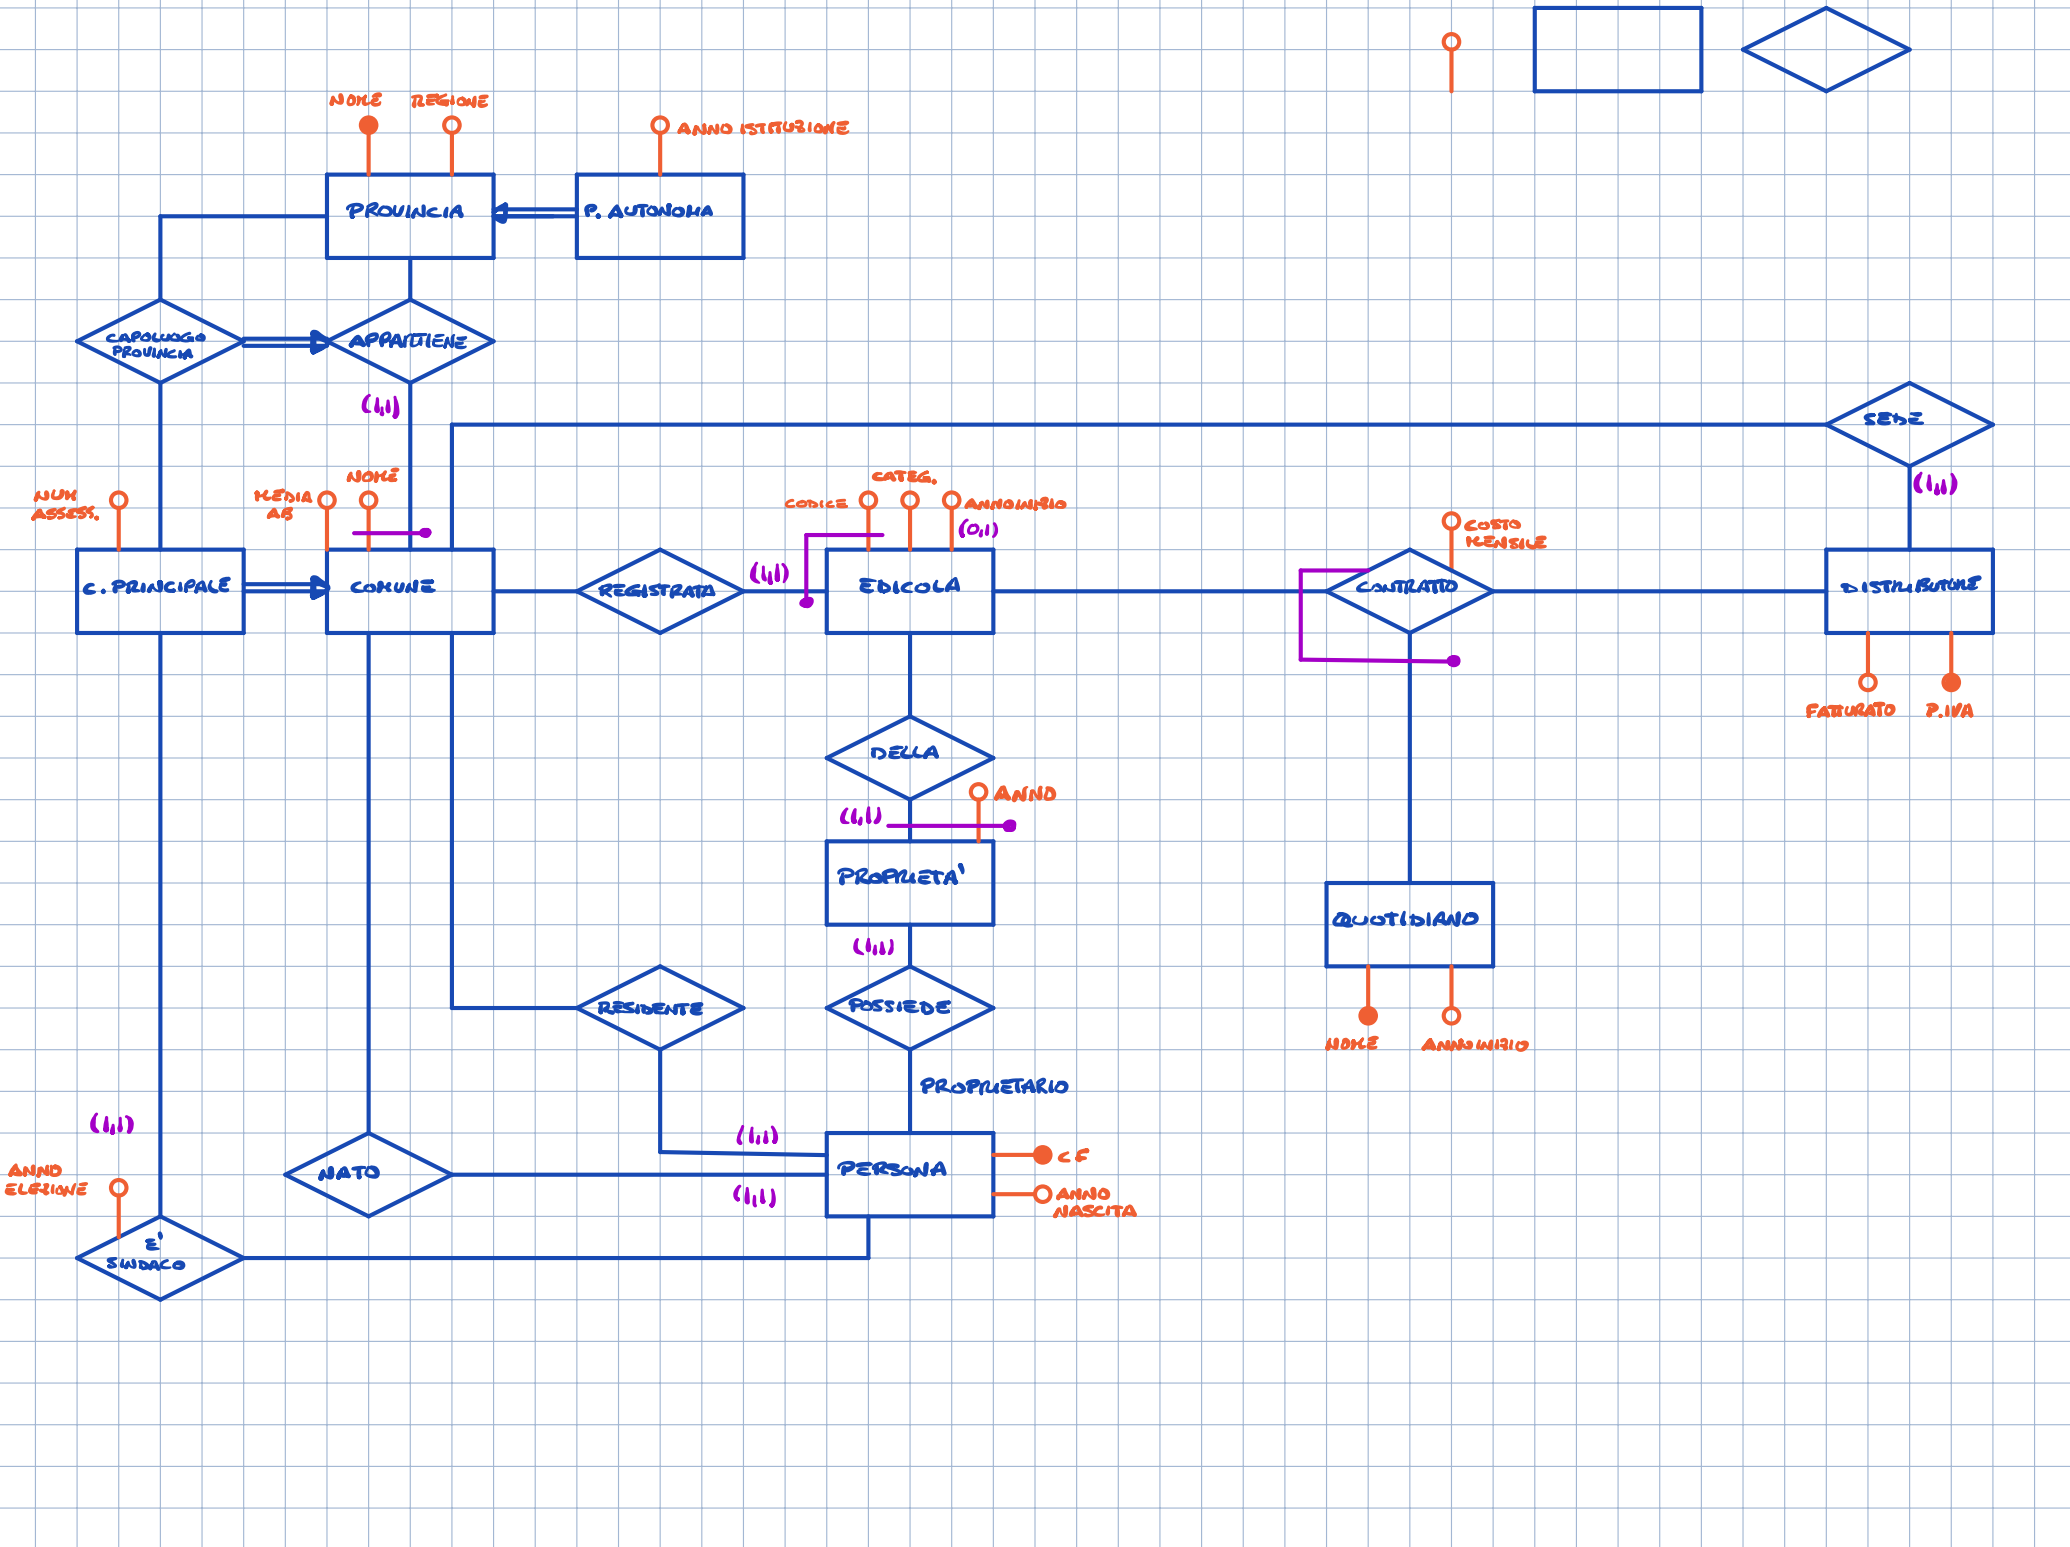 NOME REGIONE
ANNO ISTITUZIONE
PROVINCIA
P. AUTONOMA
CAPOLUOGO
PROVINCIA
APPARTIENE
(1,1)
SEDE
(1,1)
NUM
ASSESS.
MEDIA
AB
NOME
CODICE
CATEG.
ANNOINIZIO
(0,1)
COSTO
MENSILE
C. PRINCIPALE
COMUNE
REGISTRATA
(1,1)
EDICOLA
CONTRATTO
DISTRIBUTORE
FATTURATO P.IVA
DELLA
ANNO
(1,1)
PROPRIETA'
QUOTIDIANO
(1,1)
RESIDENTE
POSSIEDE
NOME ANNOINIZIO
PROPRIETARIO
(1,1)
(1,1)
ANNO
ELEZIONE
NATO
PERSONA
CF
(1,1)
ANNO
NASCITA
E'
SINDACO